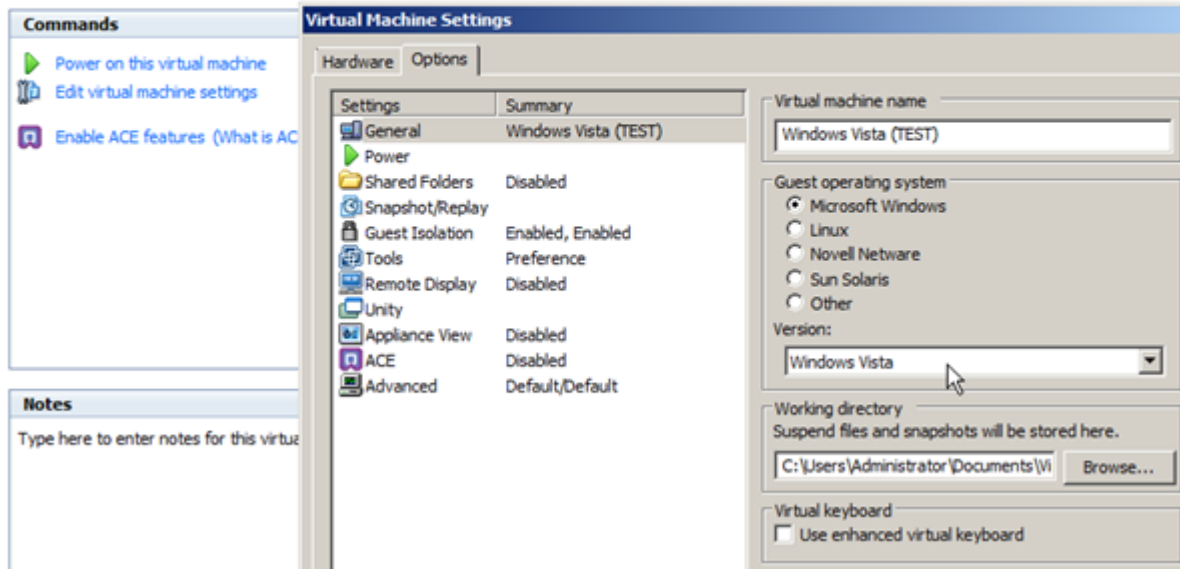 Commands
Power on this virtual machine
Edit virtual machine settings
Enable ACE features (What is AC
Notes
Type here to enter notes for this virtua
Virtual Machine Settings
Hardware Options
Settings Summary
General Windows Vista (TEST)
Power
Shared Folders Disabled
Snapshot/Replay
Guest Isolation Enabled, Enabled
Tools Preference
Remote Display Disabled
Unity
Appliance View Disabled
ACE Disabled
Advanced Default/Default
Virtual machine name
Windows Vista (TEST)
Guest operating system
Microsoft Windows
Linux
Novell Netware
Sun Solaris
Other
Version:
Windows Vista
Working directory
Suspend files and snapshots will be stored here.
C:\Users\Administrator\Documents\Vi Browse...
Virtual keyboard
Use enhanced virtual keyboard